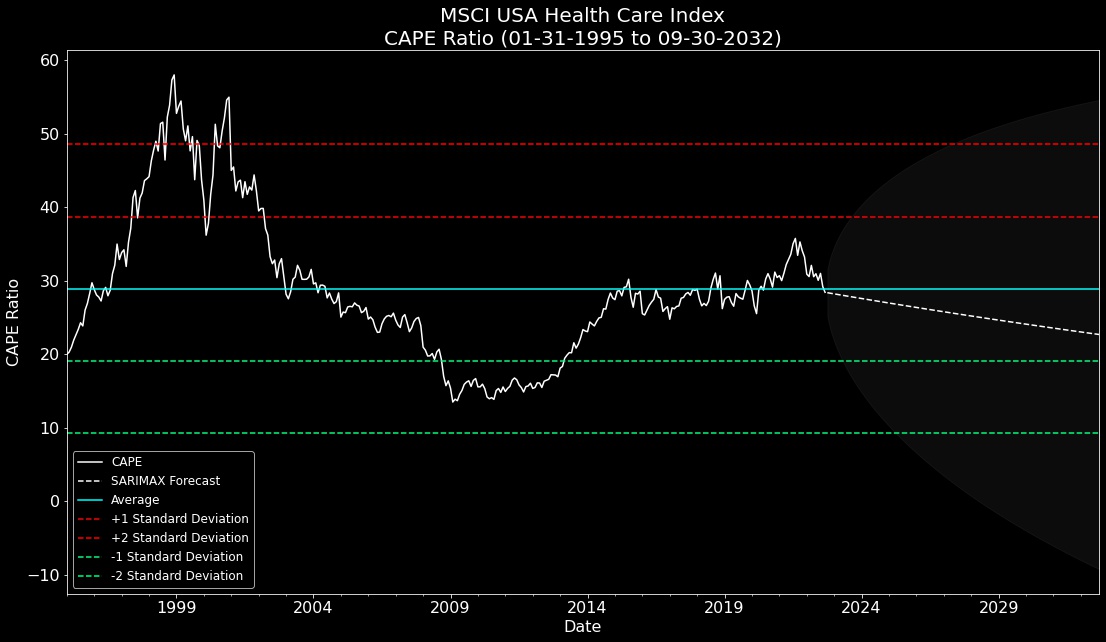 MSCI USA Health Care Index
CAPE Ratio (01-31-1995 to 09-30-2032)
60
50
40
30
20
10
0
−10
CAPE Ratio
CAPE
SARIMAX Forecast
Average
+1 Standard Deviation
+2 Standard Deviation
-1 Standard Deviation
-2 Standard Deviation
1999 2004 2009 2014 2019 2024 2029
Date